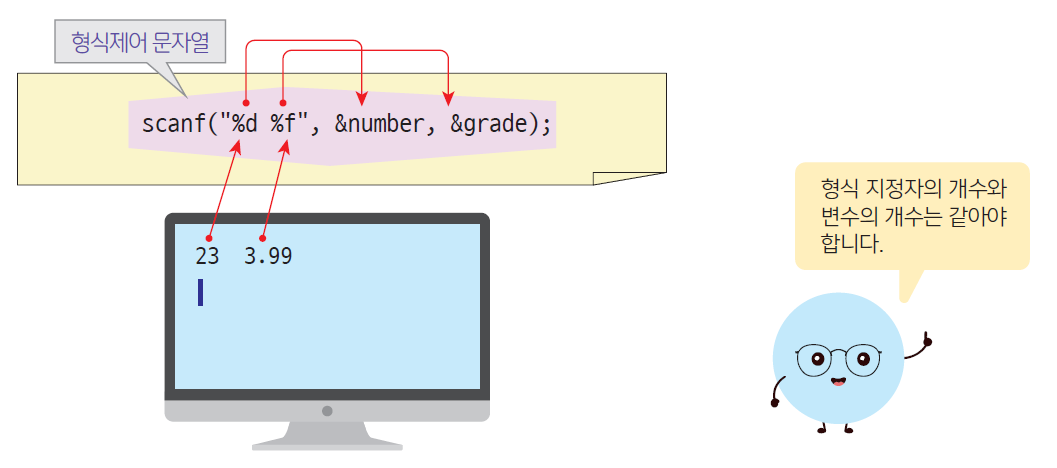 형식제어 문자열
scanf("%d %f", &number, &grade);
23 3.99
형식 지정자의 개수와
변수의 개수는 같아야
합니다.